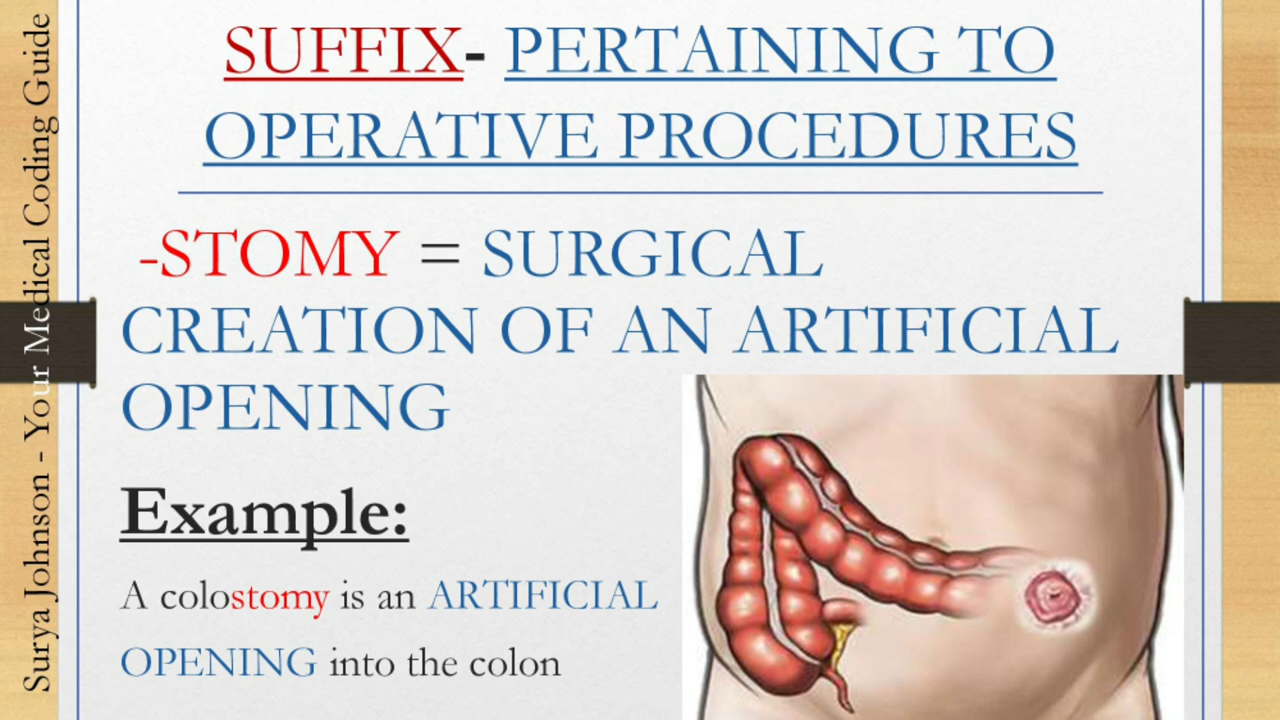 SUFFIX- PERTAINING TO
OPERATIVE PROCEDURES
-STOMY = SURGICAL
CREATION OF AN ARTIFICIAL
OPENING
Example:
A colostomy is an ARTIFICIAL
OPENING into the colon
Surya Johnson - Your Medical Coding Guide